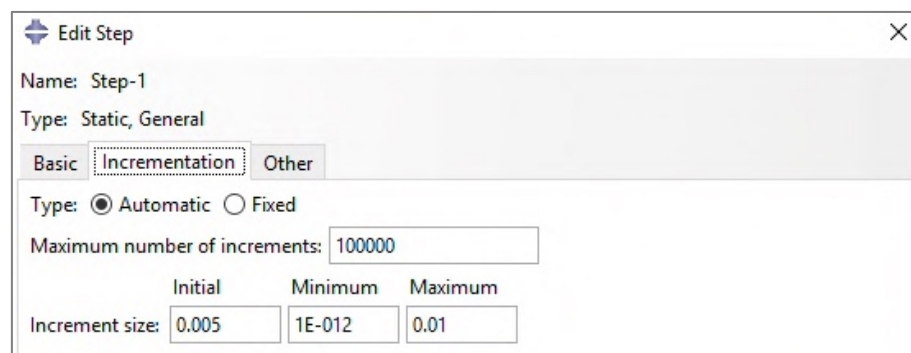 Edit Step
Name: Step-1
Type: Static, General
Basic Incrementation Other
Type: Automatic Fixed
Maximum number of increments: 100000
Initial Minimum Maximum
Increment size: 0.005 1E-012 0.01